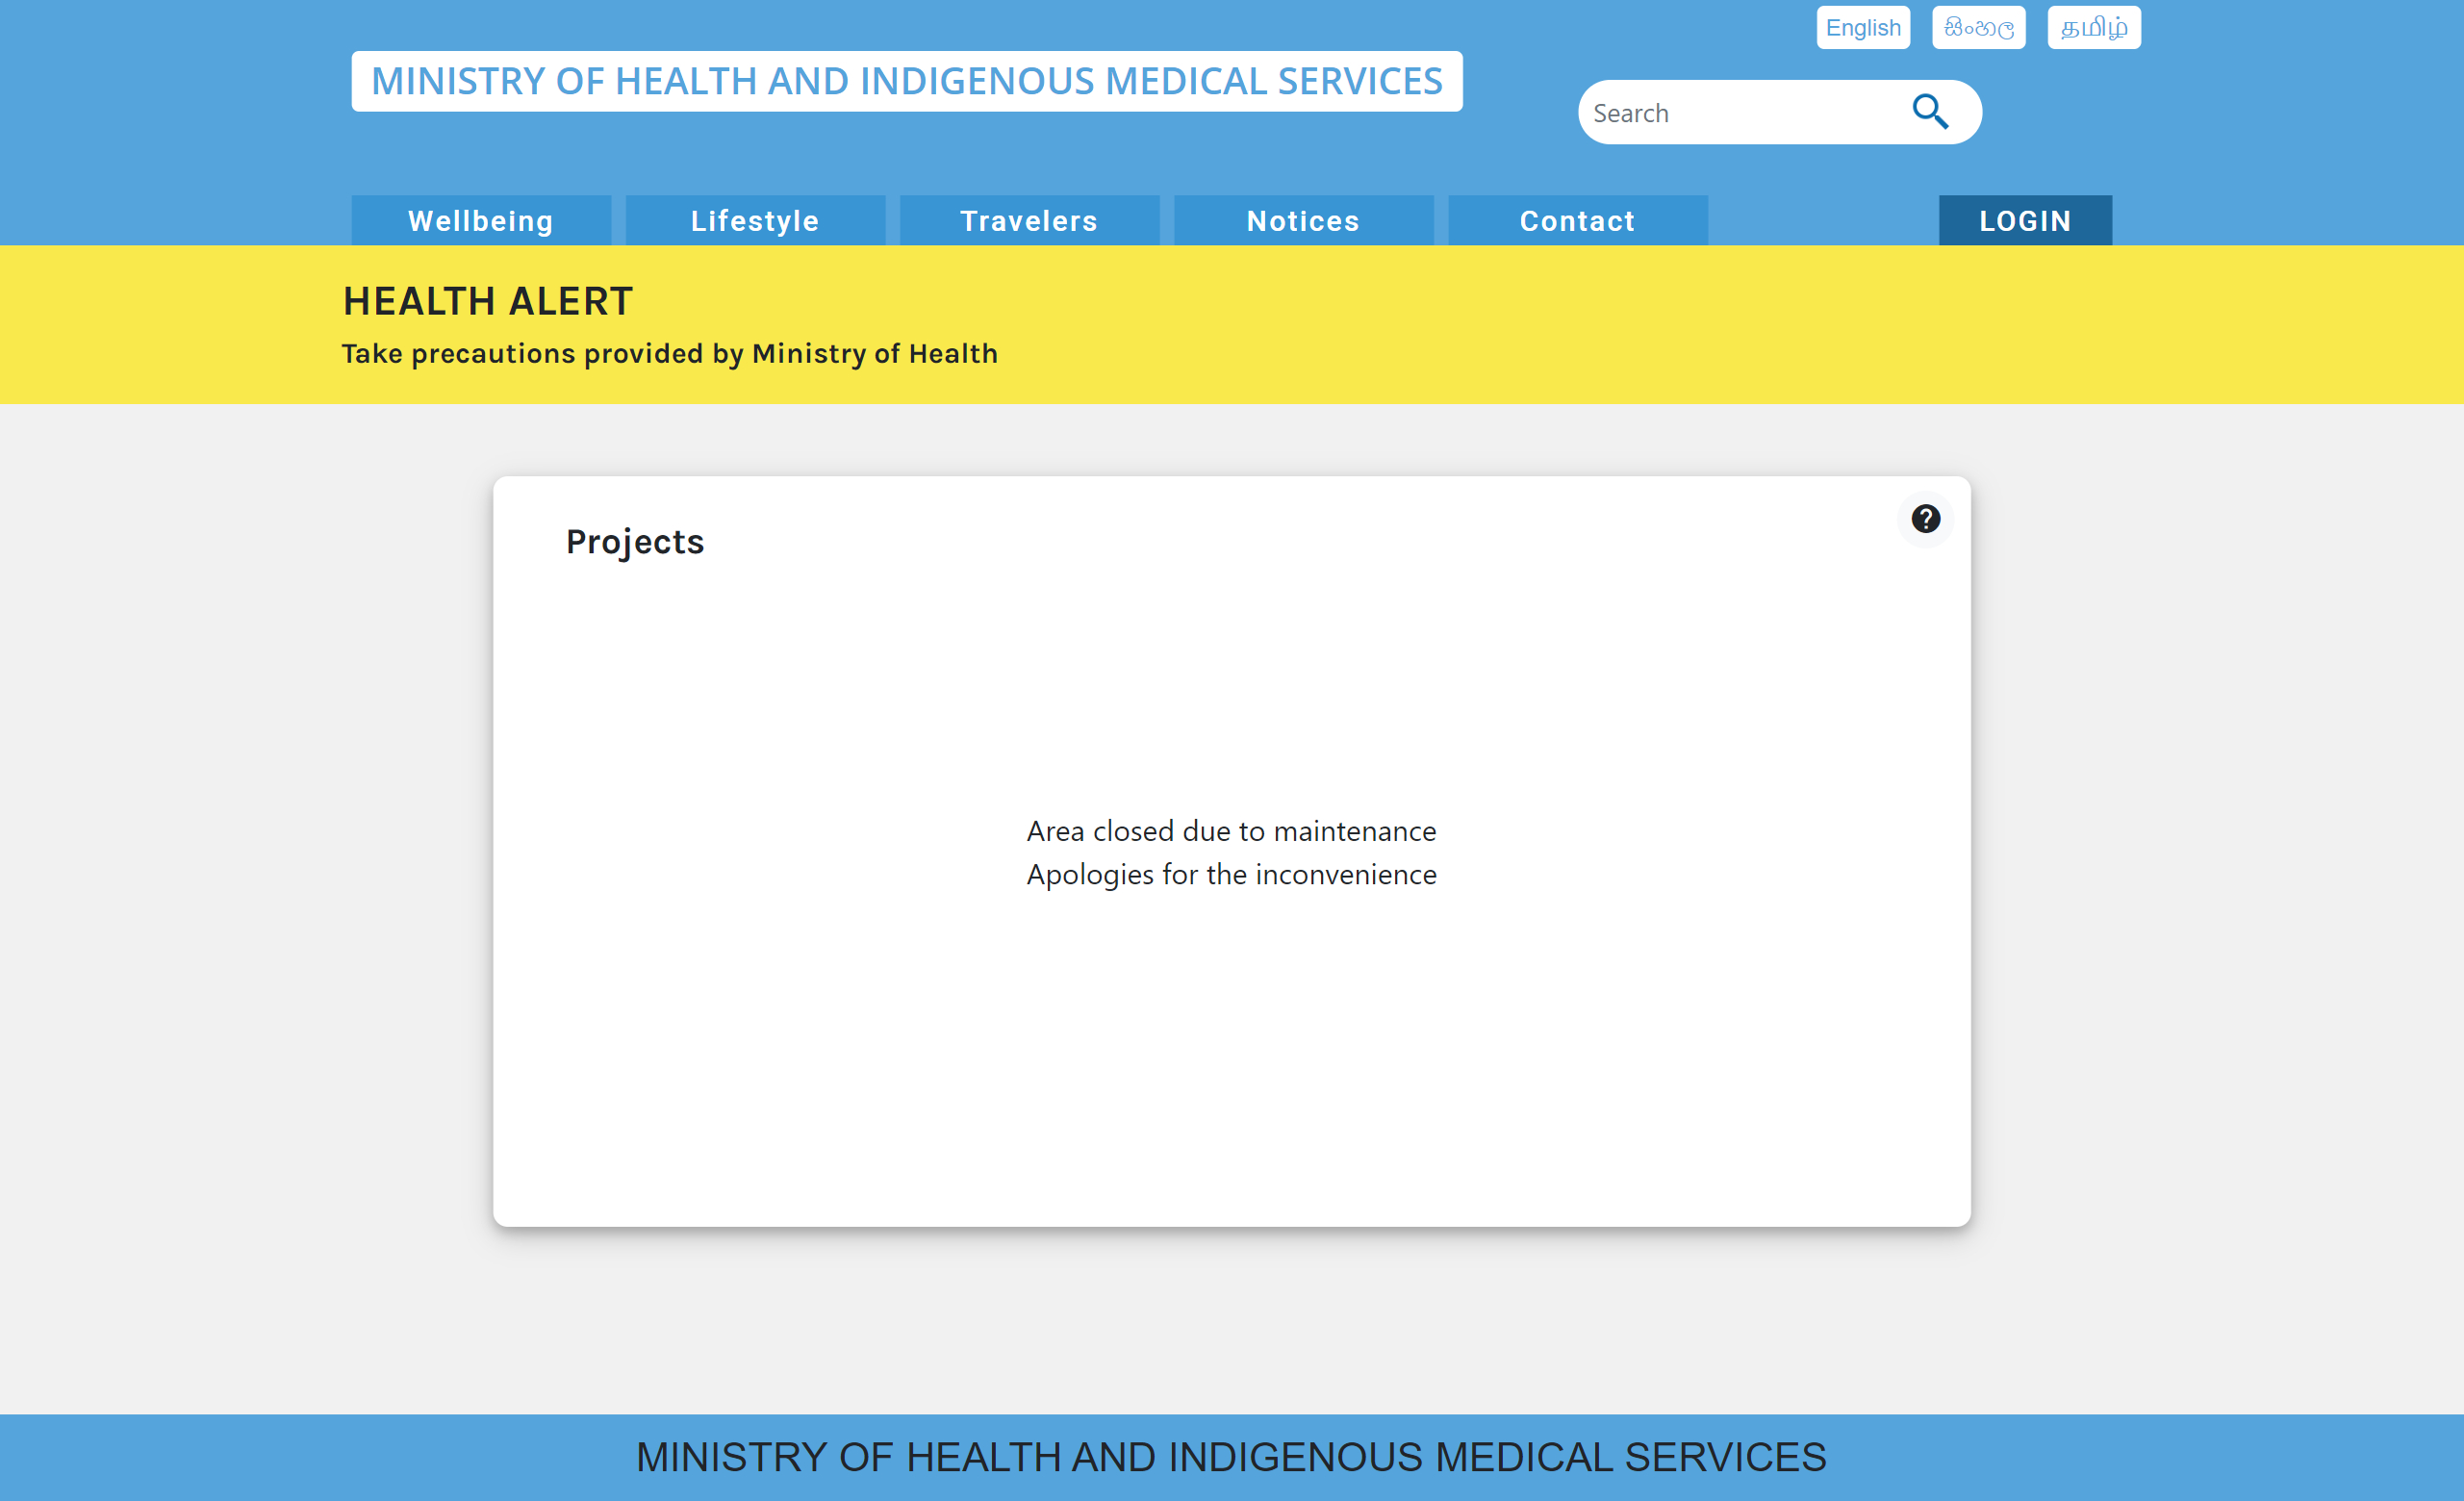 English සිංහල தமிழ்
MINISTRY OF HEALTH AND INDIGENOUS MEDICAL SERVICES
Search
Wellbeing Lifestyle Travelers Notices Contact LOGIN
HEALTH ALERT
Take precautions provided by Ministry of Health
Projects
Area closed due to maintenance
Apologies for the inconvenience
MINISTRY OF HEALTH AND INDIGENOUS MEDICAL SERVICES